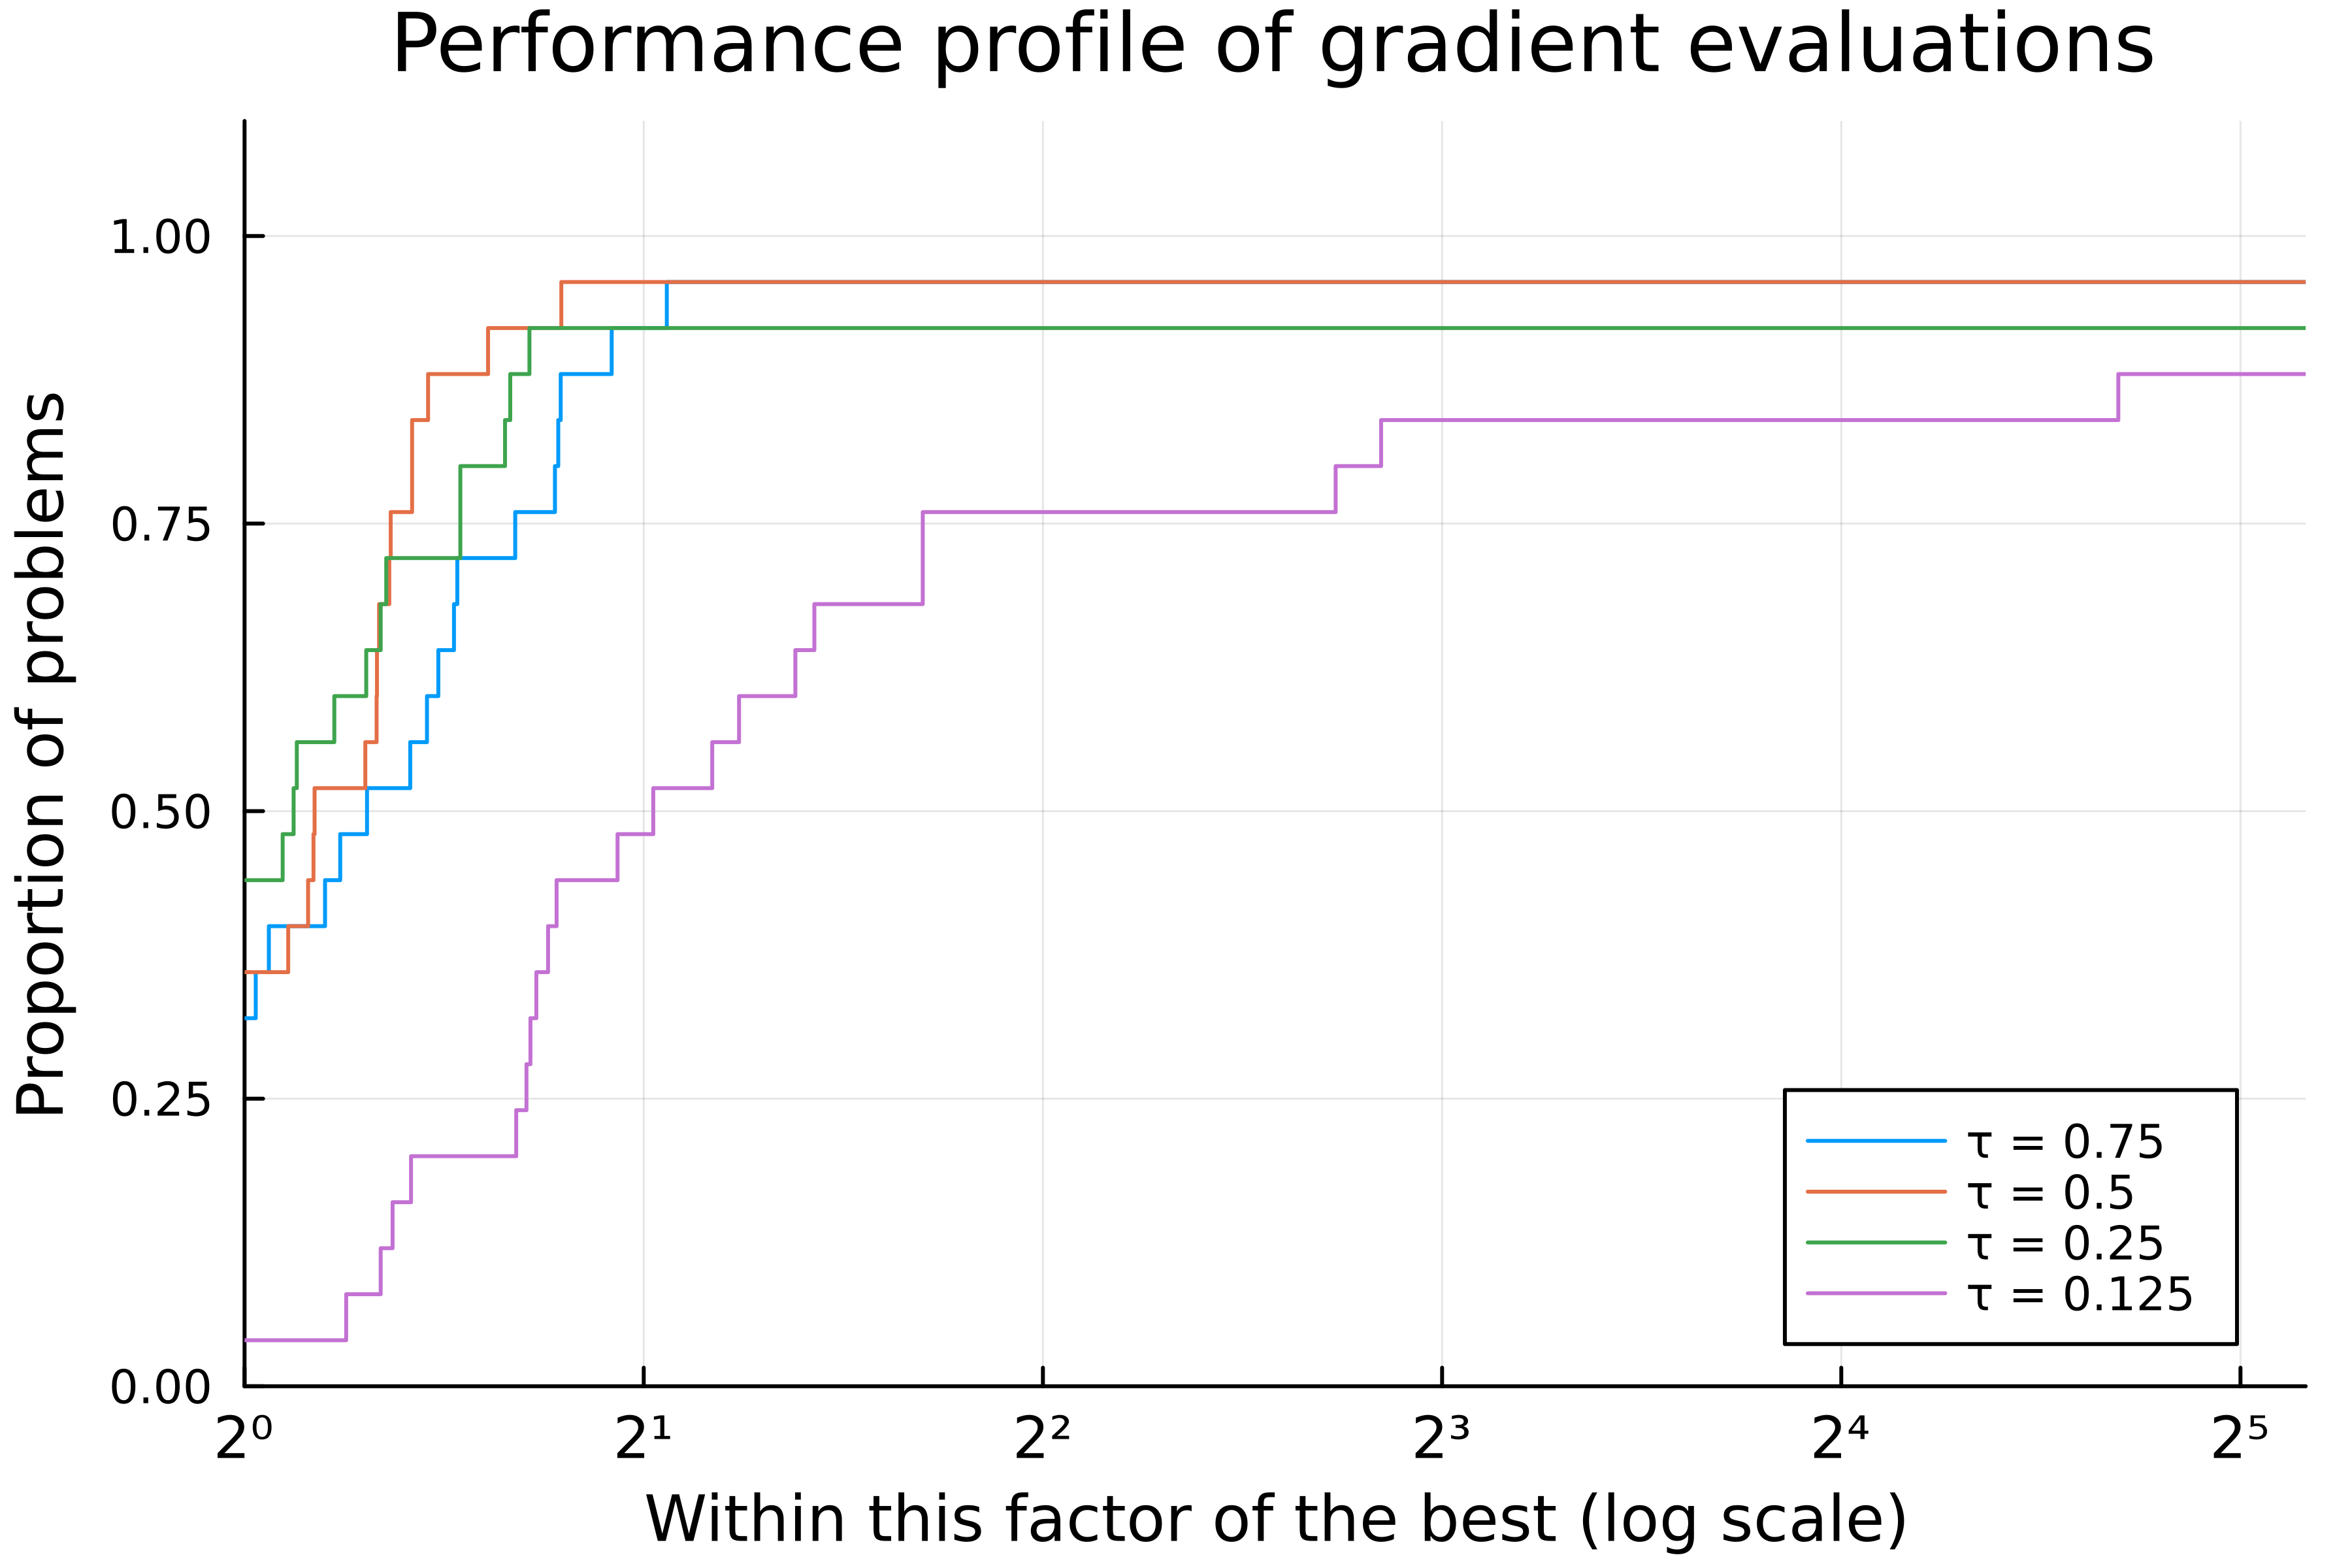 Performance profile of gradient evaluations
Proportion of problems
1.00
0.75
0.50
0.25
0.00
τ = 0.75
τ = 0.5
τ = 0.25
τ = 0.125
2⁰ 2¹ 2² 2³ 2⁴ 2⁵
Within this factor of the best (log scale)